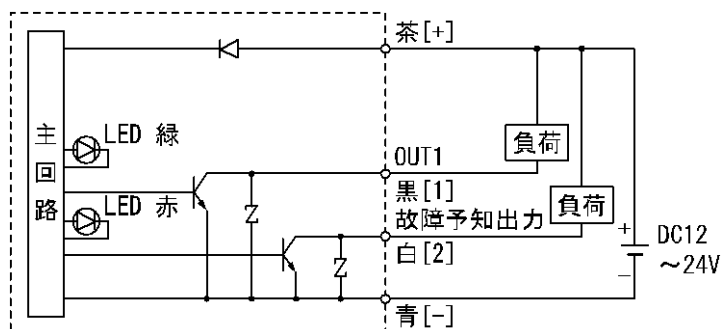 茶[+]
主回路
LED 緑
負荷
OUT1
黒[1]
LED 赤
負荷
故障予知出力
白[2]
+
DC12
～24V
−
青[-]